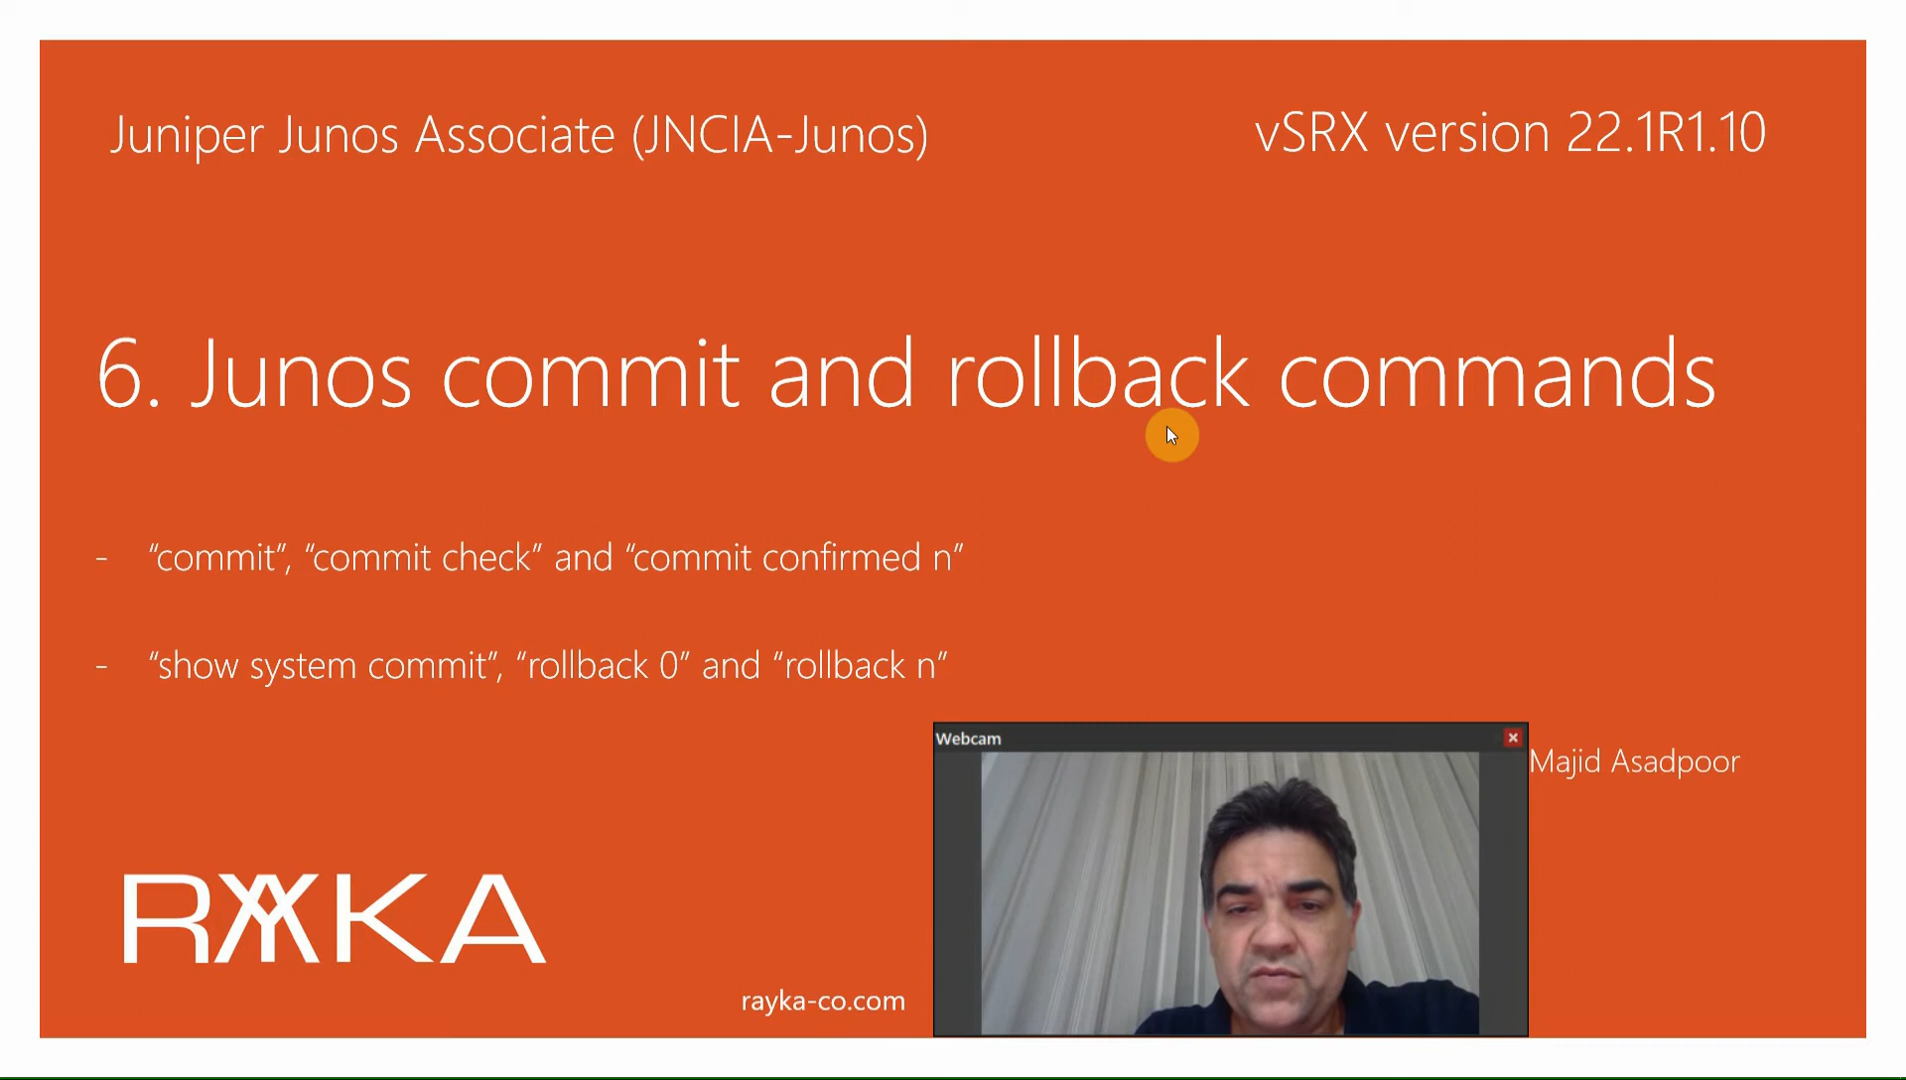 Juniper Junos Associate (JNCIA-Junos)
vSRX version 22.1R1.10
6. Junos commit and rollback commands
- “commit”, “commit check” and “commit confirmed n”
- “show system commit”, “rollback 0” and “rollback n”
Webcam
Majid Asadpoor
RAYKA
rayka-co.com